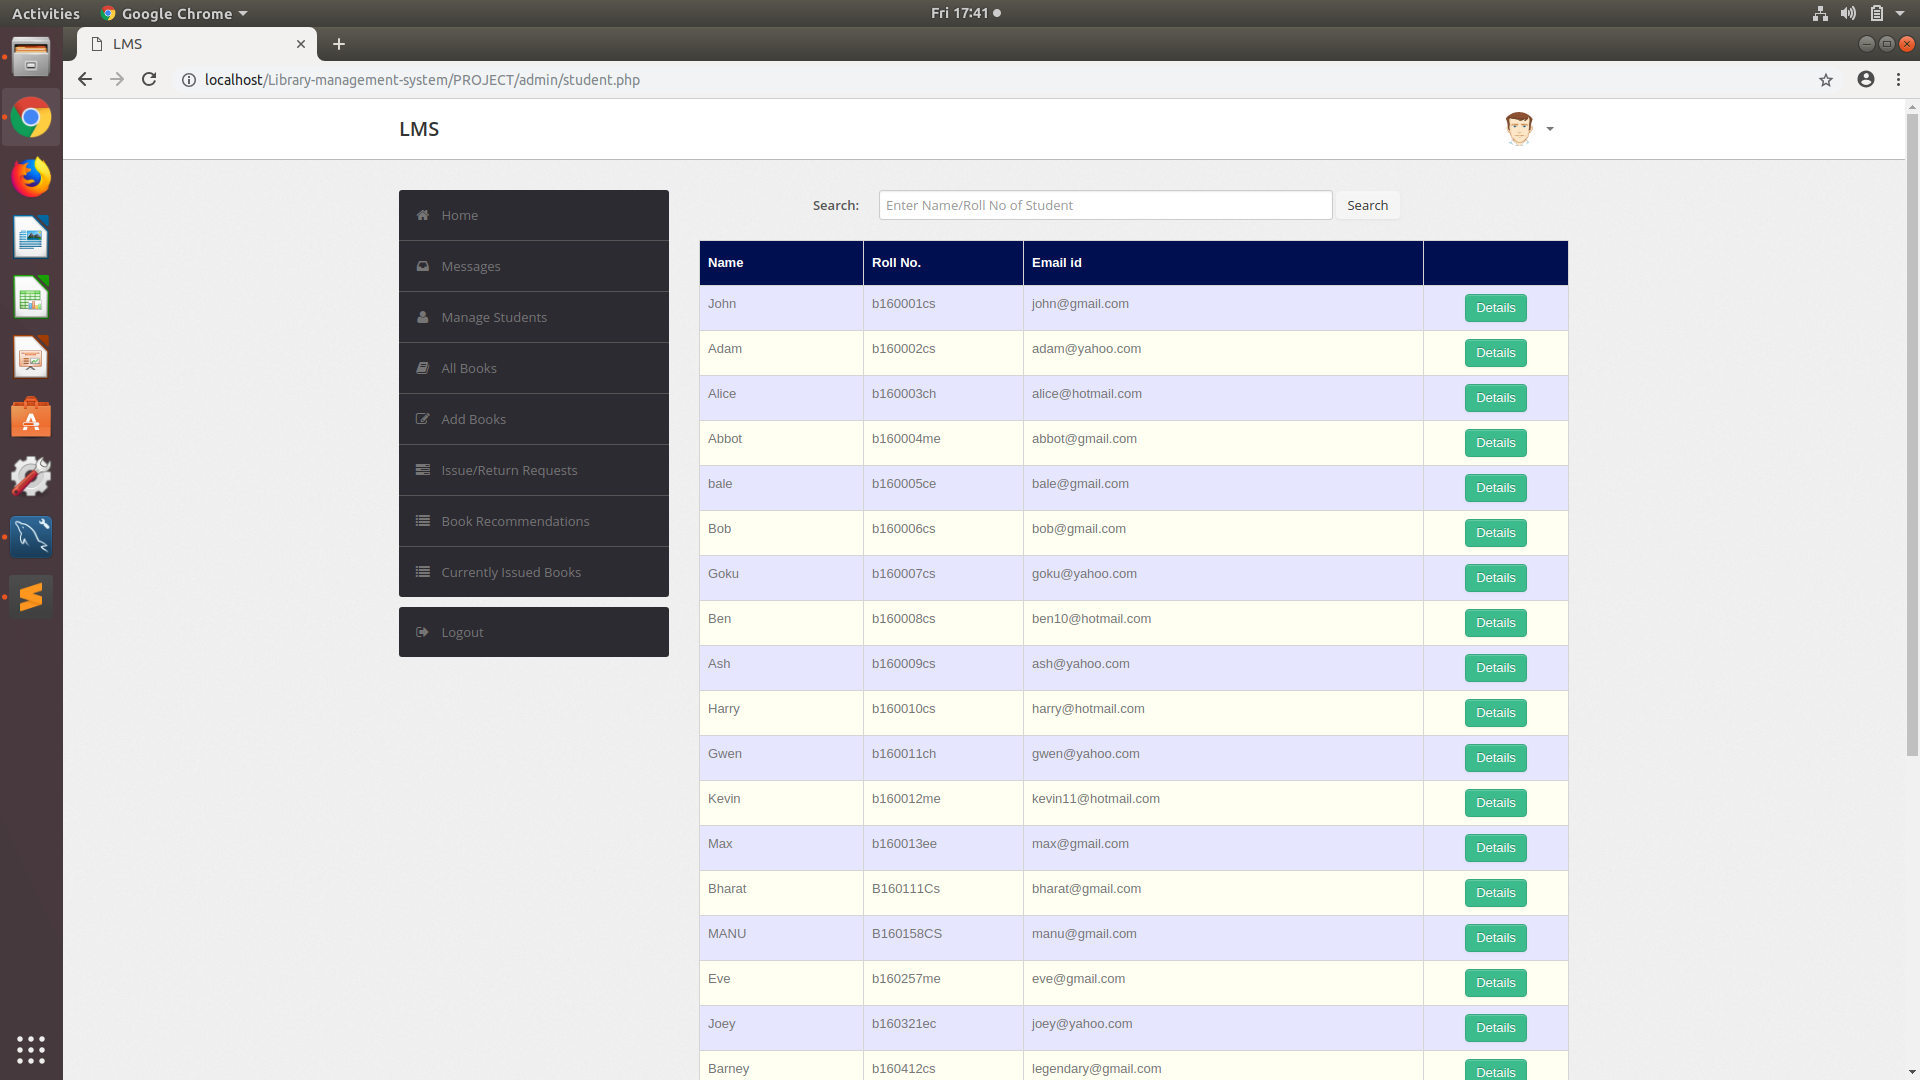 Activities Google Chrome Fri 17:41
LMS
localhost/Library-management-system/PROJECT/admin/student.php
LMS
Home
Messages
Manage Students
All Books
Add Books
Issue/Return Requests
Book Recommendations
Currently Issued Books
Logout
Search: Enter Name/Roll No of Student Search
Name Roll No. Email id
John b160001cs john@gmail.com Details
Adam b160002cs adam@yahoo.com Details
Alice b160003ch alice@hotmail.com Details
Abbot b160004me abbot@gmail.com Details
bale b160005ce bale@gmail.com Details
Bob b160006cs bob@gmail.com Details
Goku b160007cs goku@yahoo.com Details
Ben b160008cs ben10@hotmail.com Details
Ash b160009cs ash@yahoo.com Details
Harry b160010cs harry@hotmail.com Details
Gwen b160011ch gwen@yahoo.com Details
Kevin b160012me kevin11@hotmail.com Details
Max b160013ee max@gmail.com Details
Bharat B160111Cs bharat@gmail.com Details
MANU B160158CS manu@gmail.com Details
Eve b160257me eve@gmail.com Details
Joey b160321ec joey@yahoo.com Details
Barney b160412cs legendary@gmail.com Details